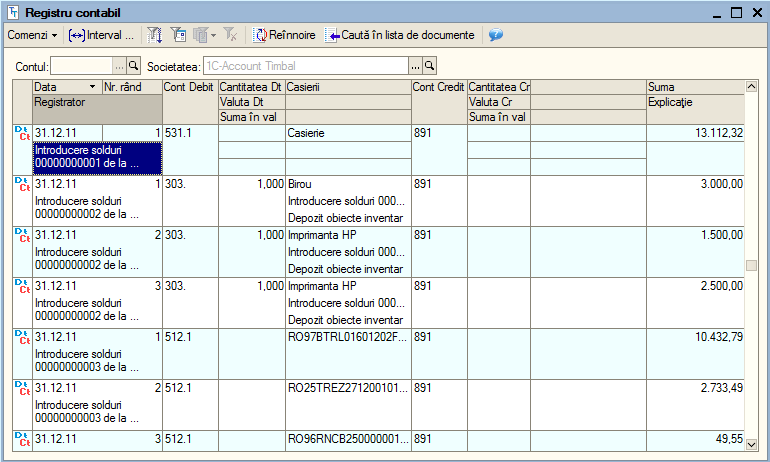 Registru contabil
Comenzi Interval ... Reînnoire Caută în lista de documente
Contul: ... Societatea: 1C-Account Timbal ...
Data Nr. rând Cont Debit Cantitatea Dt Casierii Cont Credit Cantitatea Cr Suma
Registrator Valuta Dt Valuta Cr Explicaţie
Suma în val Suma în val
Dt Ct 31.12.11 1 531.1 Casierie 891 13.112,32
Introducere solduri
00000000001 de la ...
Dt Ct 31.12.11 1 303. 1,000 Birou 891 3.000,00
Introducere solduri Introducere solduri 000...
00000000002 de la ... Depozit obiecte inventar
Dt Ct 31.12.11 2 303. 1,000 Imprimanta HP 891 1.500,00
Introducere solduri Introducere solduri 000...
00000000002 de la ... Depozit obiecte inventar
Dt Ct 31.12.11 3 303. 1,000 Imprimanta HP 891 2.500,00
Introducere solduri Introducere solduri 000...
00000000002 de la ... Depozit obiecte inventar
Dt Ct 31.12.11 1 512.1 RO97BTRL01601202F... 891 10.432,79
Introducere solduri
00000000003 de la ...
Dt Ct 31.12.11 2 512.1 RO25TREZ271200101... 891 2.733,49
Introducere solduri
00000000003 de la ...
Dt Ct 31.12.11 3 512.1 RO96RNCB250000001... 891 49,55